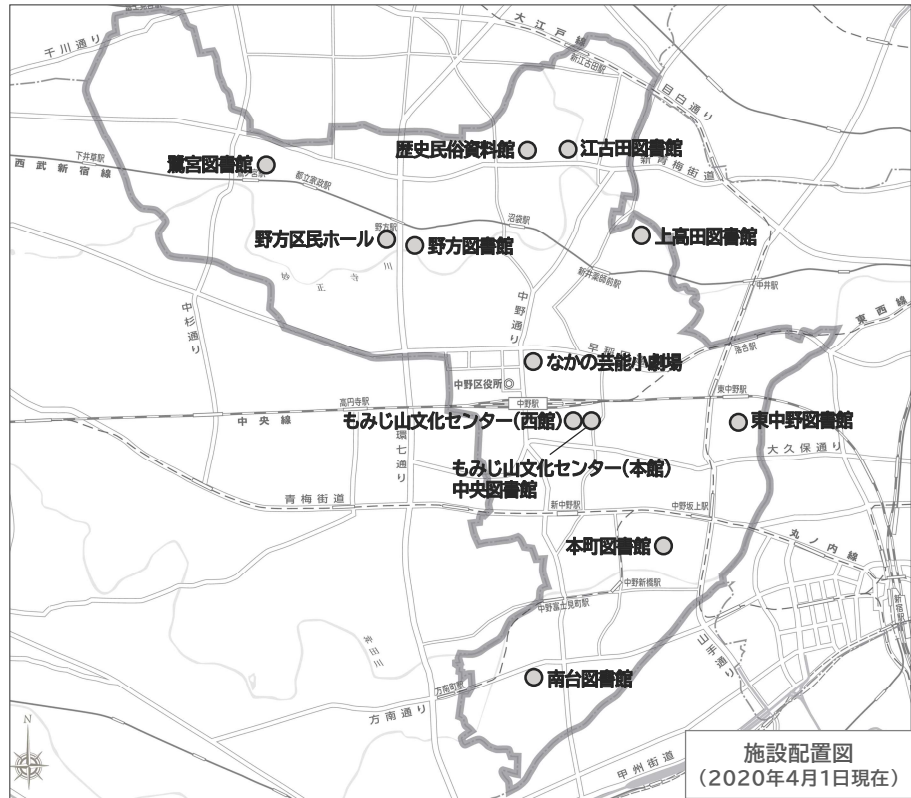 千川通り
大江戸線
新江古田駅
目白通り
歴史民俗資料館
江古田図書館
下井草駅
西武新宿線
鷺宮図書館
都立家政駅
新青梅街道
沼袋駅
上高田図書館
野方区民ホール
野方駅
野方図書館
妙正寺川
新井薬師前駅
中井駅
中杉通り
中野通り
東西線
落合駅
なかの芸能小劇場
中野区役所
高円寺駅
中野駅
東中野駅
中央線
もみじ山文化センター(西館)
東中野図書館
環七通り
もみじ山文化センター(本館)
中央図書館
大久保通り
青梅街道
新中野駅
中野坂上駅
丸ノ内線
本町図書館
中野新橋駅
中野富士見町駅
新宿駅
山手通り
南台図書館
方南町駅
方南通り
甲州街道
N
施設配置図
(2020年4月1日現在)